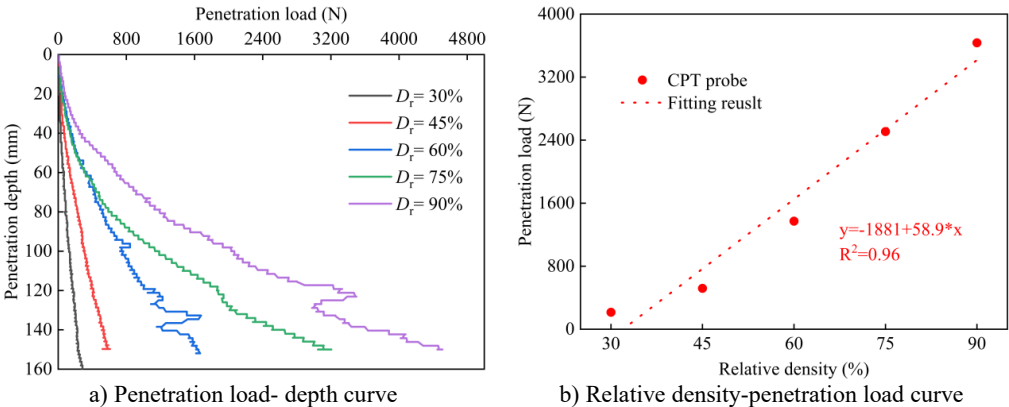 Penetration load (N)
0 800 1600 2400 3200 4000 4800
0
20
40
60
80
100
120
140
160
Penetration depth (mm)
Dr= 30%
Dr= 45%
Dr= 60%
Dr= 75%
Dr= 90%
a) Penetration load- depth curve
4000
3200
2400
1600
800
0
Penetration load (N)
CPT probe
Fitting reuslt
y=-1881+58.9*x
R²=0.96
30 45 60 75 90
Relative density (%)
b) Relative density-penetration load curve